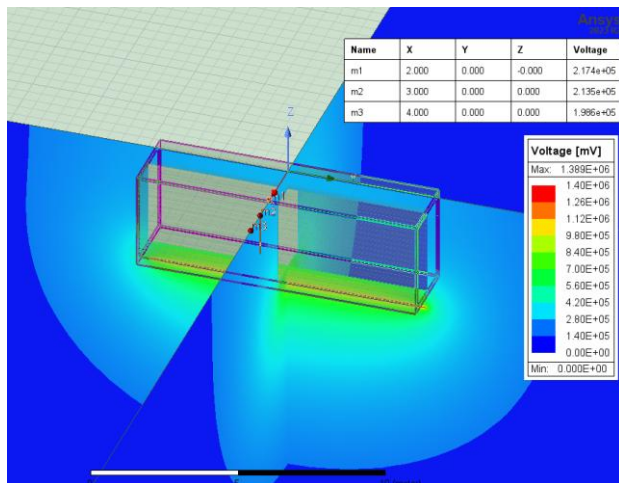 Ansys
Name X Y Z Voltage
m1 2.000 0.000 -0.000 2.174e+05
m2 3.000 0.000 0.000 2.135e+05
m3 4.000 0.000 0.000 1.986e+05
Z
Voltage [mV]
Max: 1.389E+06
1.40E+06
1.26E+06
1.12E+06
9.80E+05
8.40E+05
7.00E+05
5.60E+05
4.20E+05
2.80E+05
1.40E+05
0.00E+00
Min: 0.000E+00